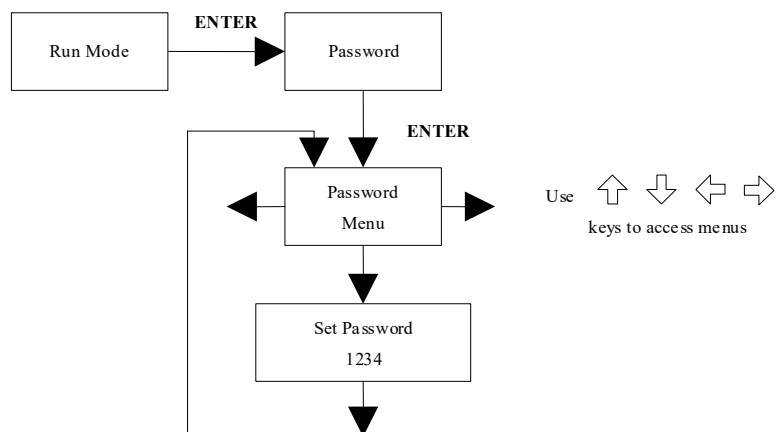 ENTER
Run Mode
Password
ENTER
Password
Menu
Use
keys to access menus
Set Password
1234